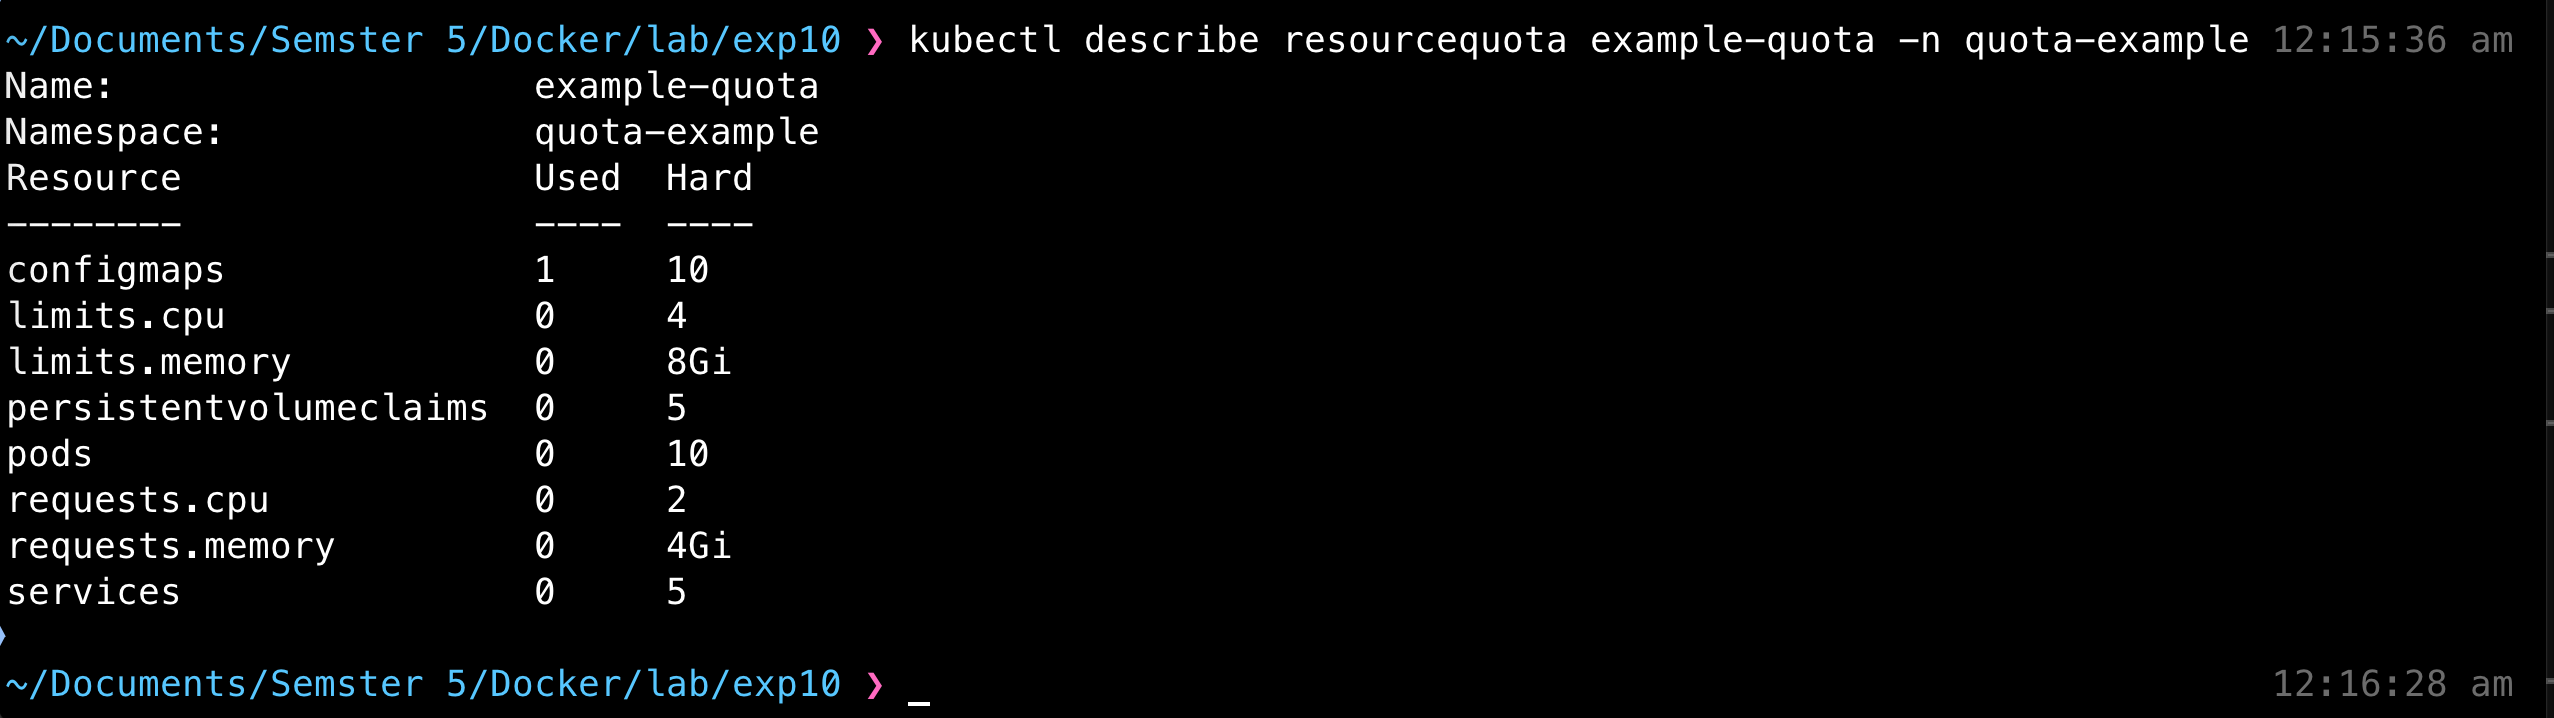 ~/Documents/Semster 5/Docker/lab/exp10 ❯ kubectl describe resourcequota example-quota -n quota-example 12:15:36 am
Name:                   example-quota
Namespace:              quota-example
Resource                Used  Hard
--------                ----  ----
configmaps              1     10
limits.cpu              0     4
limits.memory           0     8Gi
persistentvolumeclaims  0     5
pods                    0     10
requests.cpu            0     2
requests.memory         0     4Gi
services                0     5
~/Documents/Semster 5/Docker/lab/exp10 ❯ _ 12:16:28 am